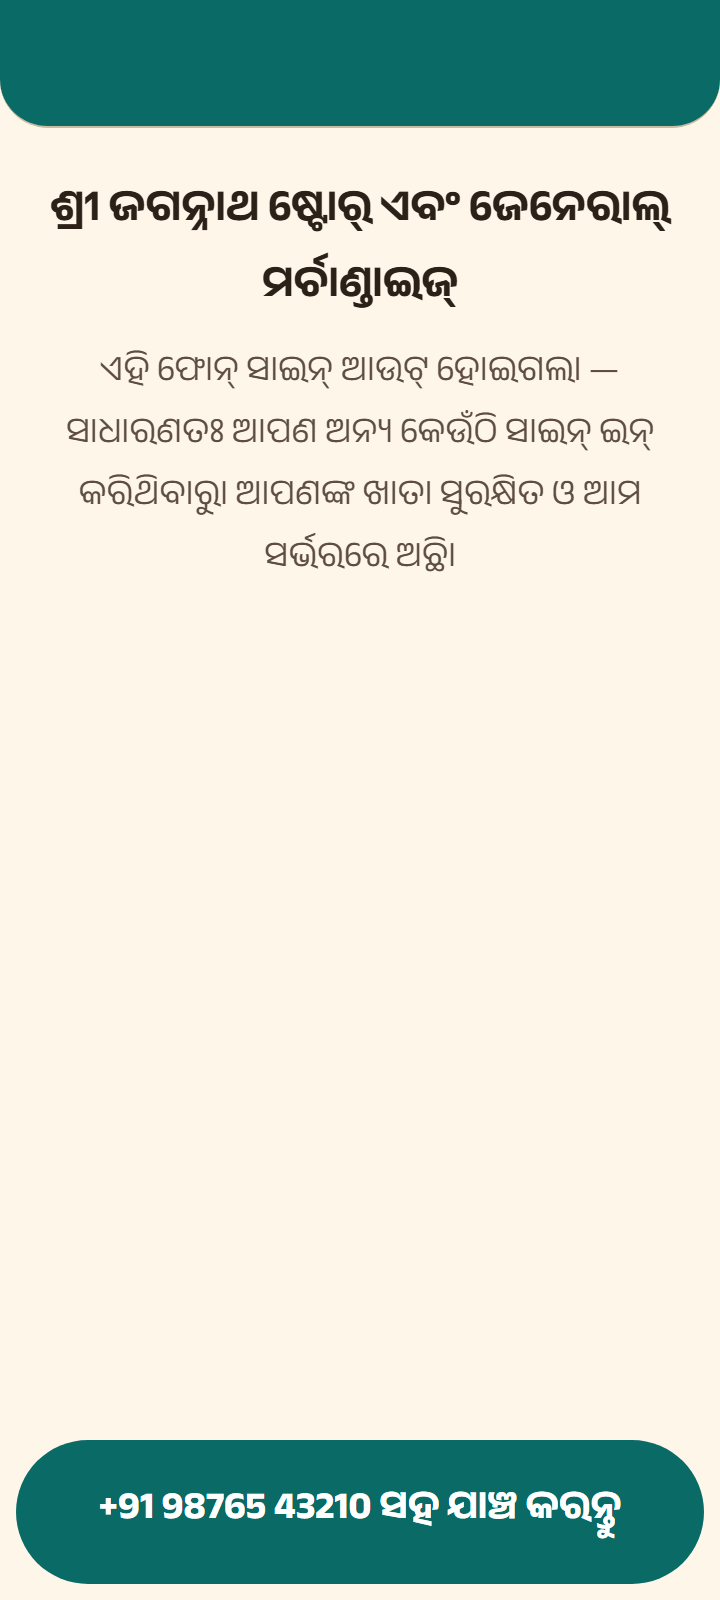 ଶ୍ରୀ ଜଗନ୍ନାଥ ଷ୍ଟୋର୍ ଏବଂ ଜେନେରାଲ୍
ମର୍ଚାଣ୍ଡାଇଜ୍
ଏହି ଫୋନ୍ ସାଇନ୍ ଆଉଟ୍ ହୋଇଗଲା —
ସାଧାରଣତଃ ଆପଣ ଅନ୍ୟ କେଉଁଠି ସାଇନ୍ ଇନ୍
କରିଥିବାରୁ। ଆପଣଙ୍କ ଖାତା ସୁରକ୍ଷିତ ଓ ଆମ
ସର୍ଭରରେ ଅଛି।
+91 98765 43210 ସହ ଯାଞ୍ଚ କରନ୍ତୁ